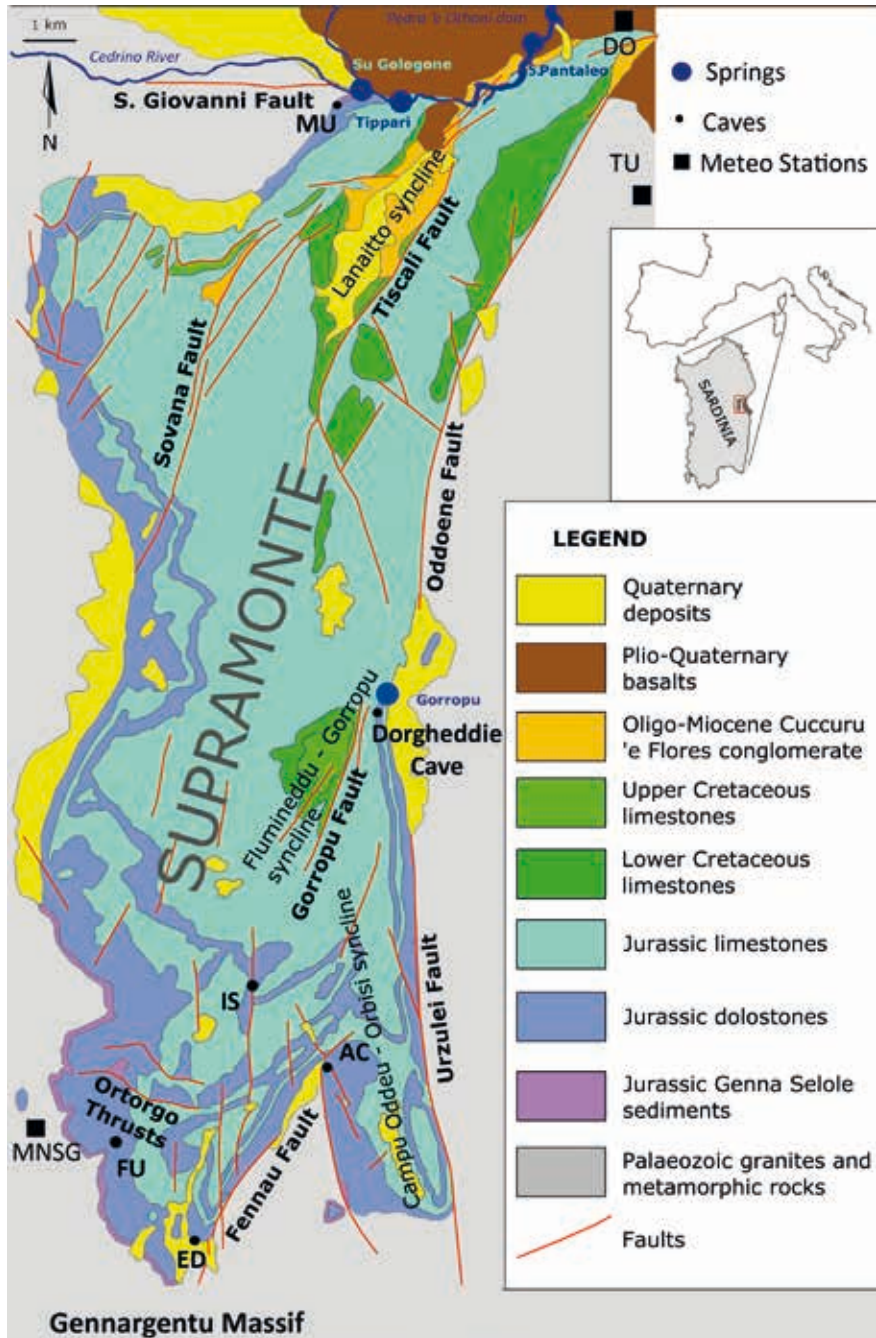 1 km
Pedra 'e Othoni dam
Cedrino River
Su Gologone
DO
S.Pantaleo
Springs
S. Giovanni Fault
MU
Tippari
Caves
N
TU
Meteo Stations
Lanaitto syncline
Tiscali Fault
Sovana Fault
Oddoene Fault
SARDINIA
SUPRAMONTE
LEGEND
Quaternary
deposits
Plio-Quaternary
basalts
Oligo-Miocene Cuccuru
'e Flores conglomerate
Upper Cretaceous
limestones
Lower Cretaceous
limestones
Jurassic limestones
Jurassic dolostones
Jurassic Genna Selole
sediments
Palaeozoic granites and
metamorphic rocks
Faults
Gorropu
Dorgheddie
Cave
Flumineddu - Gorropu
syncline
Gorropu Fault
IS
AC
Campu Oddeu - Orbisi syncline
Urzulei Fault
Ortorgo
Thrusts
MNSG
FU
Fennau Fault
ED
Gennargentu Massif